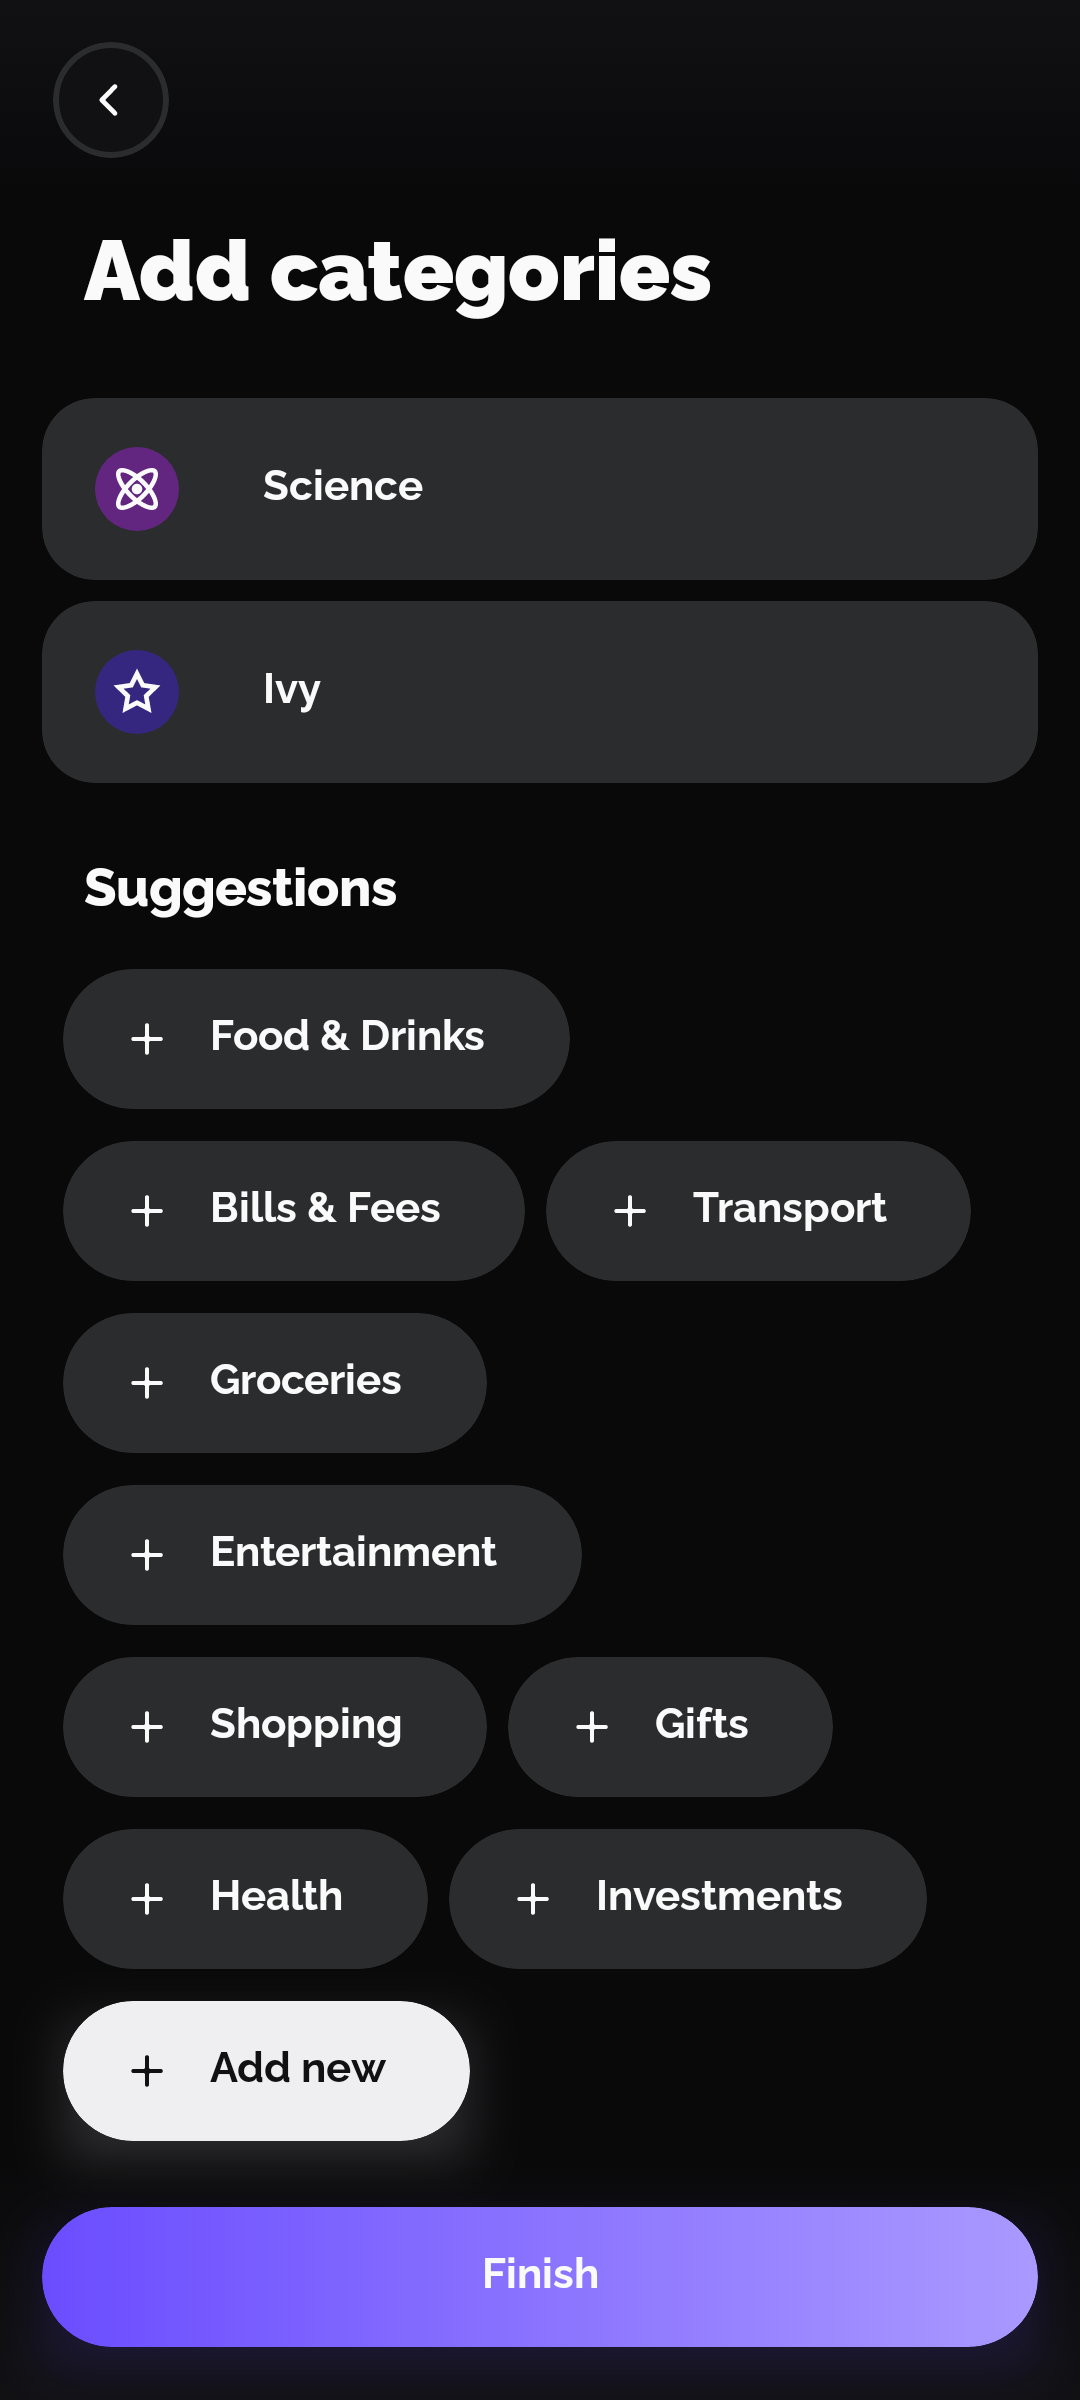 Add categories
Science
Ivy
Suggestions
Food & Drinks
Bills & Fees
Transport
Groceries
Entertainment
Shopping
Gifts
Health
Investments
Add new
Finish